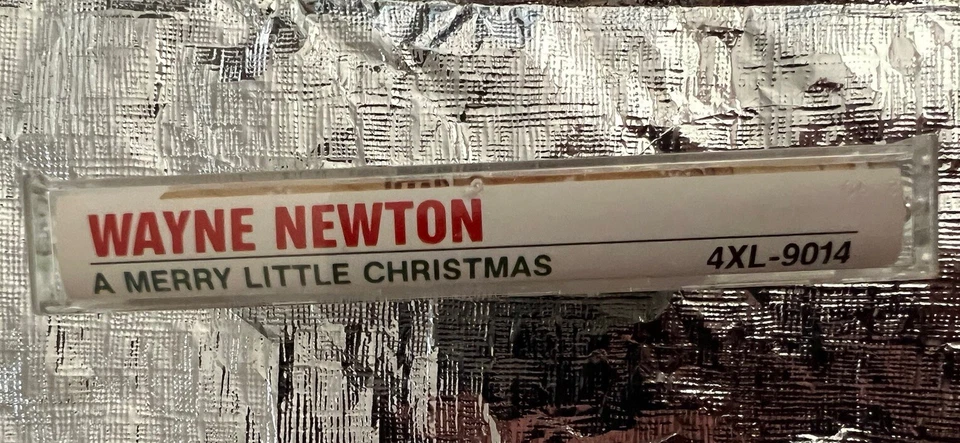 WAYNE NEWTON
A MERRY LITTLE CHRISTMAS
4XL-9014